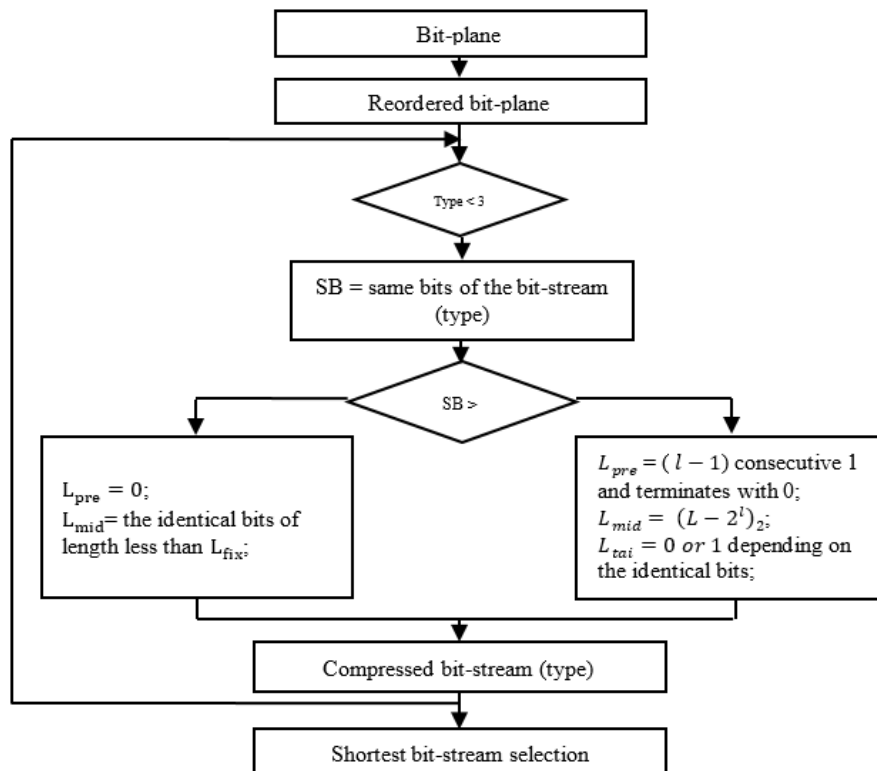 Bit-plane
Reordered bit-plane
Type < 3
SB = same bits of the bit-stream
(type)
SB >
L_pre = 0;
L_mid= the identical bits of
length less than L_fix;
L_pre = ( l − 1) consecutive 1
and terminates with 0;
L_mid = (L − 2^l)_2;
L_tai = 0 or 1 depending on
the identical bits;
Compressed bit-stream (type)
Shortest bit-stream selection